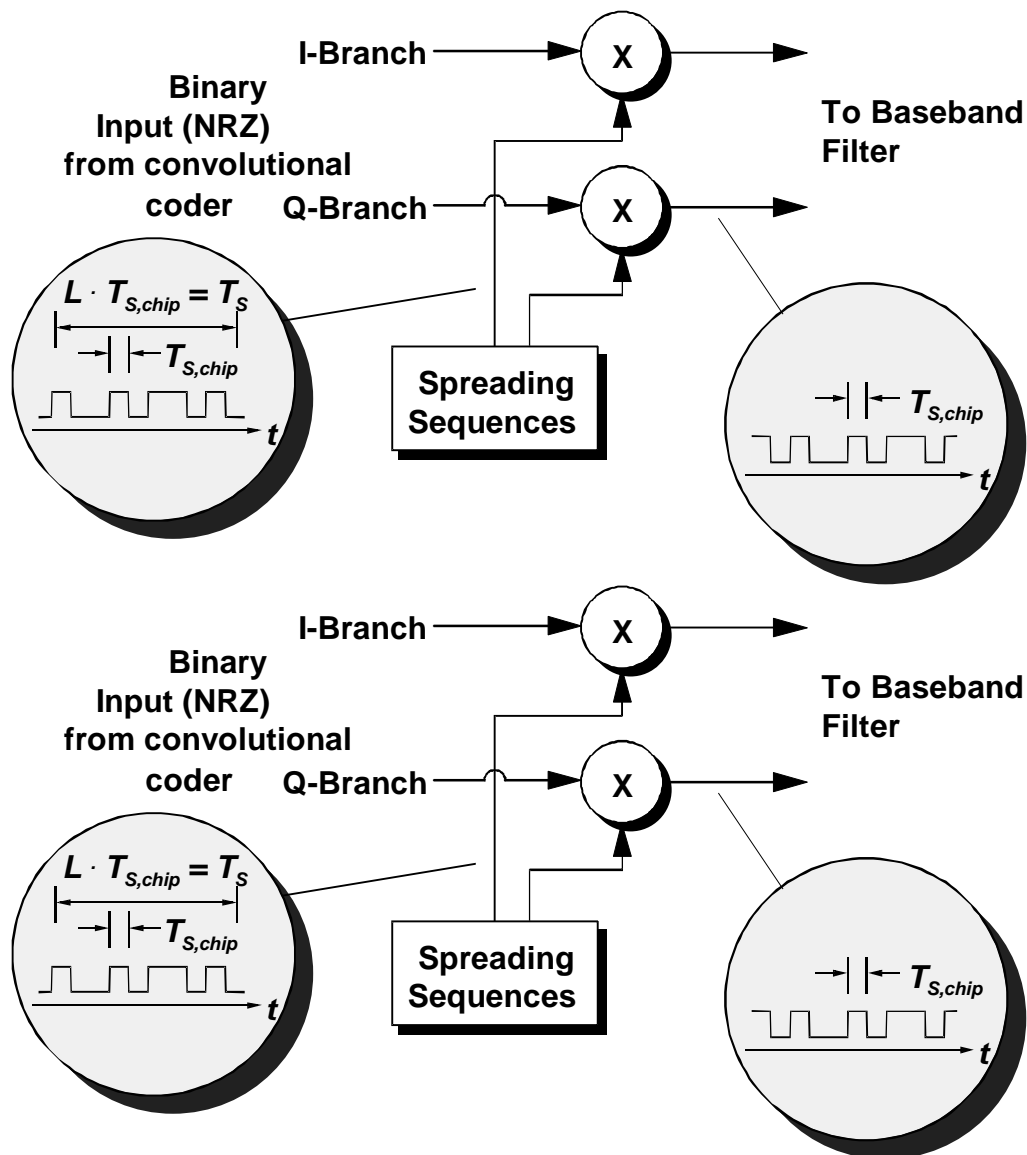 I-Branch
X
Binary
Input (NRZ)
from convolutional
coder
To Baseband
Filter
Q-Branch
X
L · T_S,chip = T_S
T_S,chip
t
Spreading
Sequences
T_S,chip
t
I-Branch
X
Binary
Input (NRZ)
from convolutional
coder
To Baseband
Filter
Q-Branch
X
L · T_S,chip = T_S
T_S,chip
t
Spreading
Sequences
T_S,chip
t